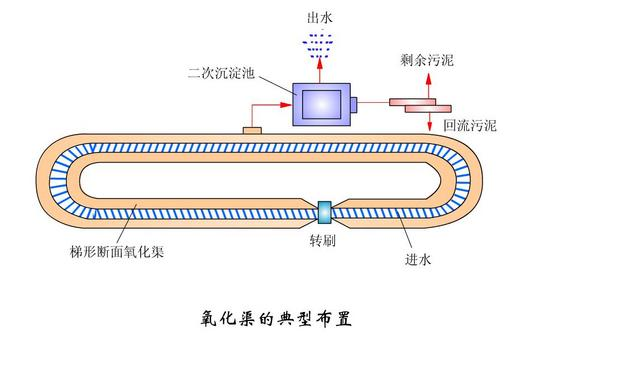 出水
二次沉淀池
剩余污泥
回流污泥
梯形断面氧化渠
转刷
进水
氧化渠的典型布置